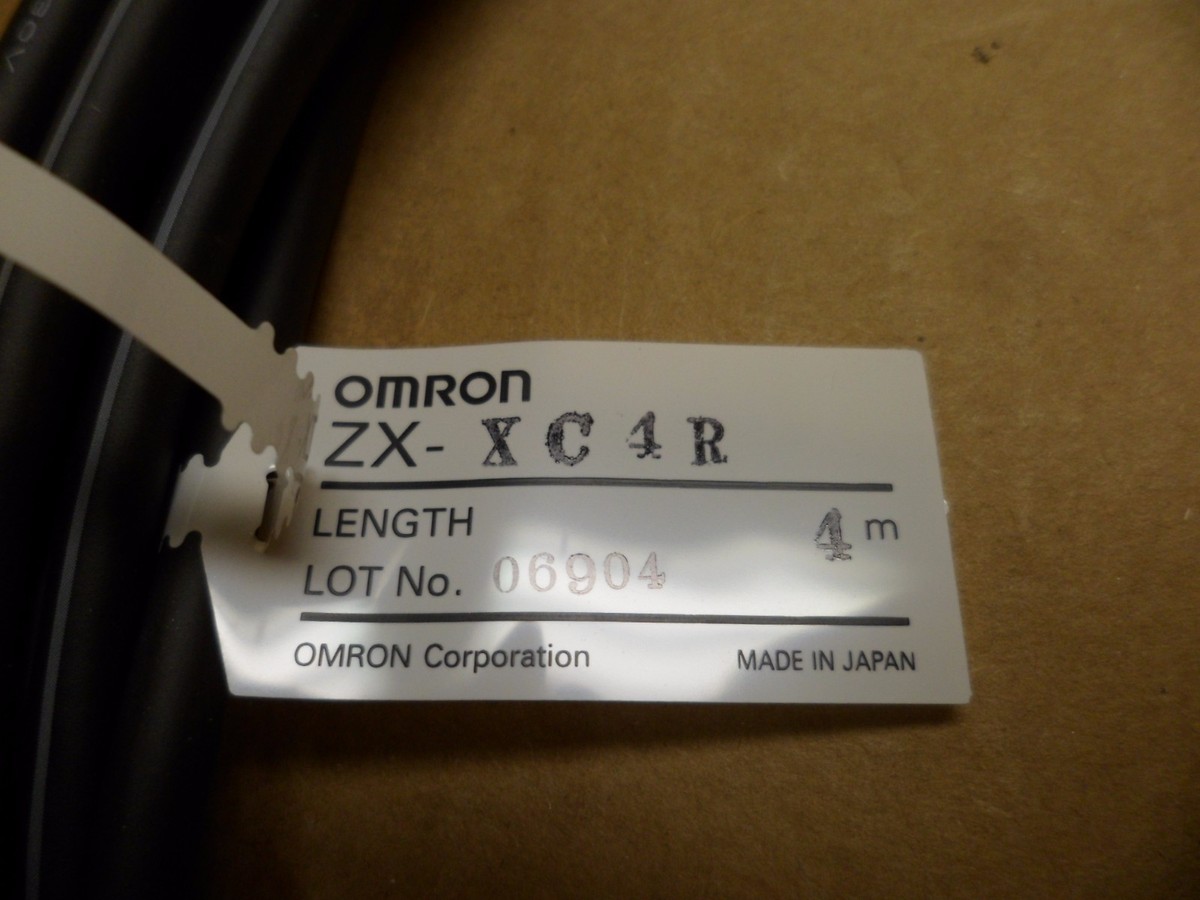 OMRON
ZX- XC4R
LENGTH 4 m
LOT No. 06904
OMRON Corporation MADE IN JAPAN